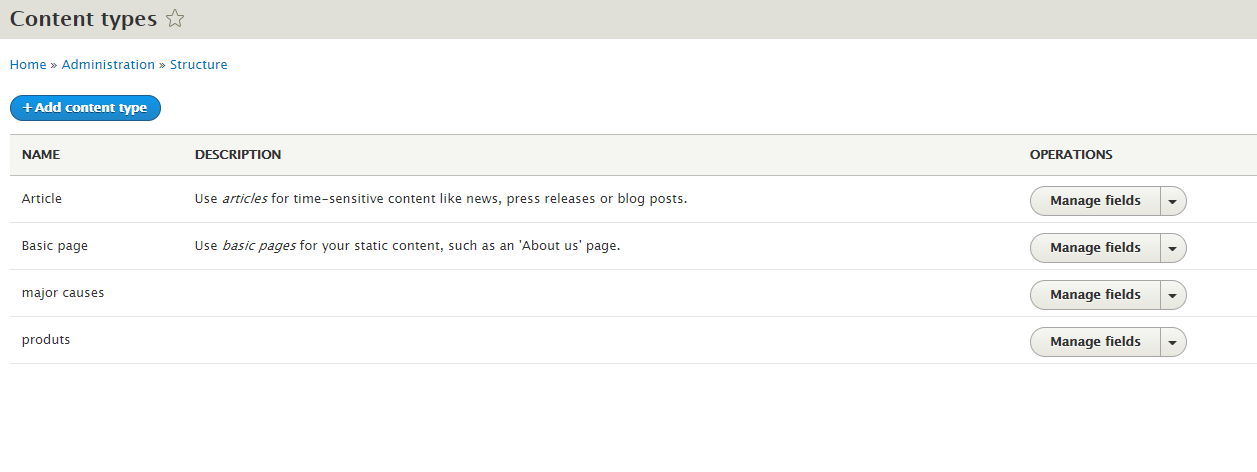 Content types
Home » Administration » Structure
+ Add content type
NAME DESCRIPTION OPERATIONS
Article Use articles for time-sensitive content like news, press releases or blog posts. Manage fields
Basic page Use basic pages for your static content, such as an 'About us' page. Manage fields
major causes Manage fields
produts Manage fields